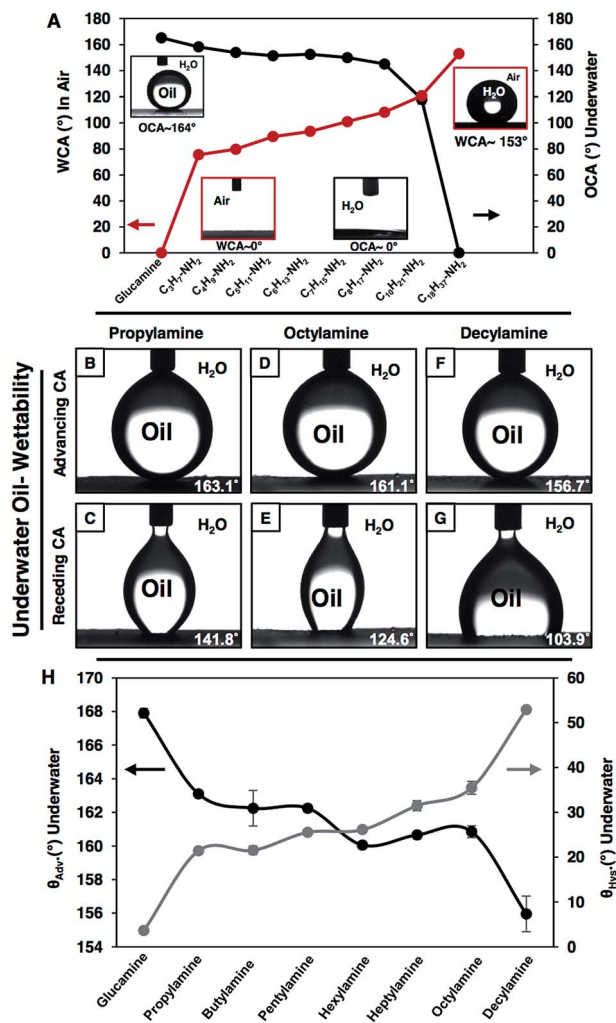 A
180
160
140
120
100
80
60
40
20
0
WCA (°) In Air
180
160
140
120
100
80
60
40
20
0
OCA (°) Underwater
H₂O
Oil
OCA~164°
Air
WCA~0°
H₂O
OCA~ 0°
Air
H₂O
WCA~ 153°
Glucamine
C₃H₇-NH₂
C₄H₉-NH₂
C₅H₁₁-NH₂
C₆H₁₃-NH₂
C₇H₁₅-NH₂
C₈H₁₇-NH₂
C₁₀H₂₁-NH₂
C₁₈H₃₇-NH₂
Propylamine
Octylamine
Decylamine
Underwater Oil- Wettability
Advancing CA
B
H₂O
Oil
163.1°
D
H₂O
Oil
161.1°
F
H₂O
Oil
156.7°
Receding CA
C
H₂O
Oil
141.8°
E
H₂O
Oil
124.6°
G
H₂O
Oil
103.9°
H
170
168
166
164
162
160
158
156
154
θAdv.(°) Underwater
60
50
40
30
20
10
0
θHys.(°) Underwater
Glucamine
Propylamine
Butylamine
Pentylamine
Hexylamine
Heptylamine
Octylamine
Decylamine